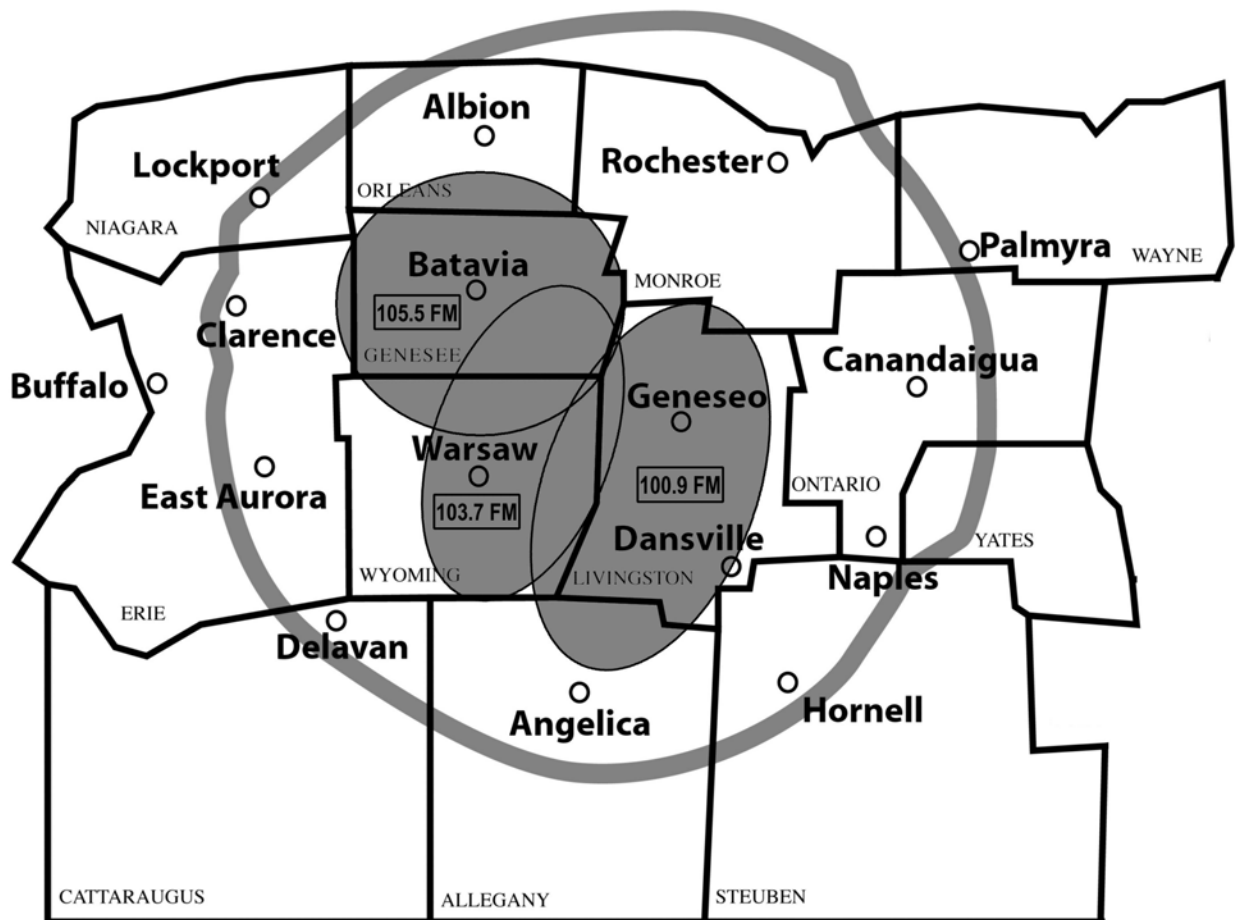 Albion
Lockport
Rochester
ORLEANS
NIAGARA
Batavia
Palmyra
WAYNE
MONROE
105.5 FM
Clarence
GENESEE
Canandaigua
Buffalo
Geneseo
Warsaw
East Aurora
100.9 FM
ONTARIO
103.7 FM
Dansville
YATES
WYOMING
LIVINGSTON
Naples
ERIE
Delavan
Angelica
Hornell
CATTARAUGUS
ALLEGANY
STEUBEN